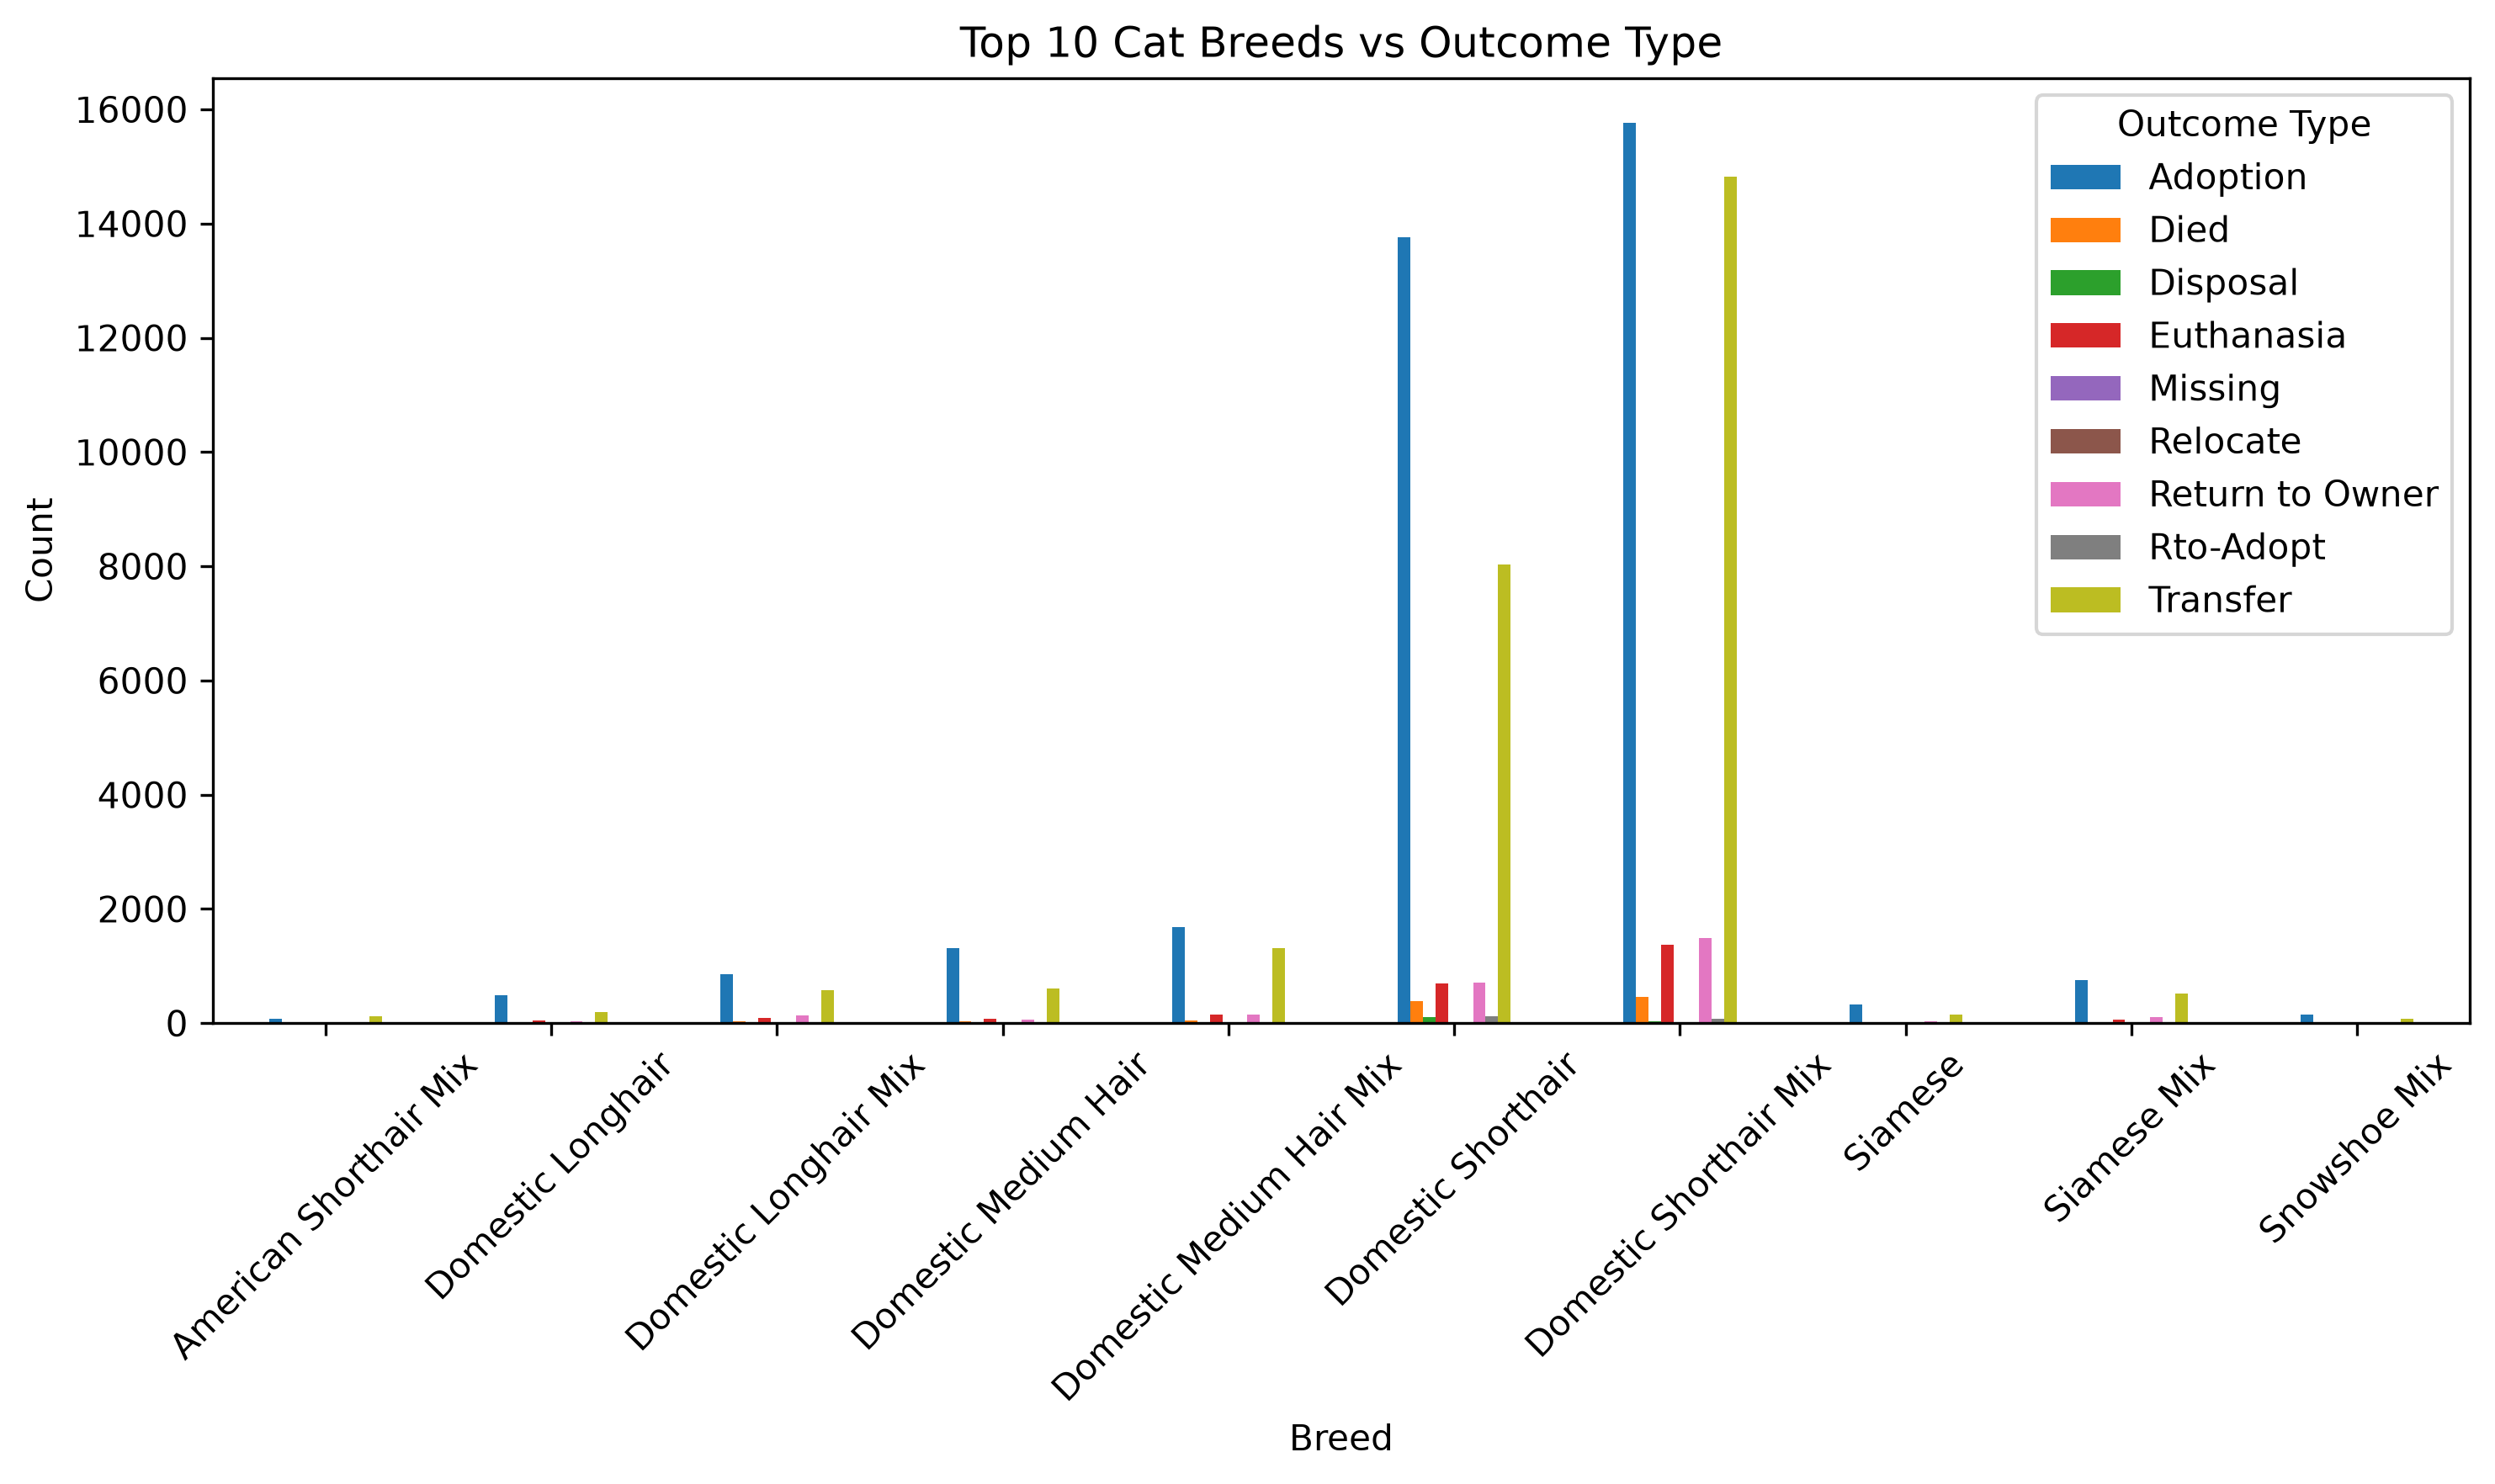 Top 10 Cat Breeds vs Outcome Type
16000
14000
12000
10000
8000
6000
4000
2000
0
Count
Outcome Type
Adoption
Died
Disposal
Euthanasia
Missing
Relocate
Return to Owner
Rto-Adopt
Transfer
American Shorthair Mix
Domestic Longhair
Domestic Longhair Mix
Domestic Medium Hair
Domestic Medium Hair Mix
Domestic Shorthair
Domestic Shorthair Mix
Siamese
Siamese Mix
Snowshoe Mix
Breed